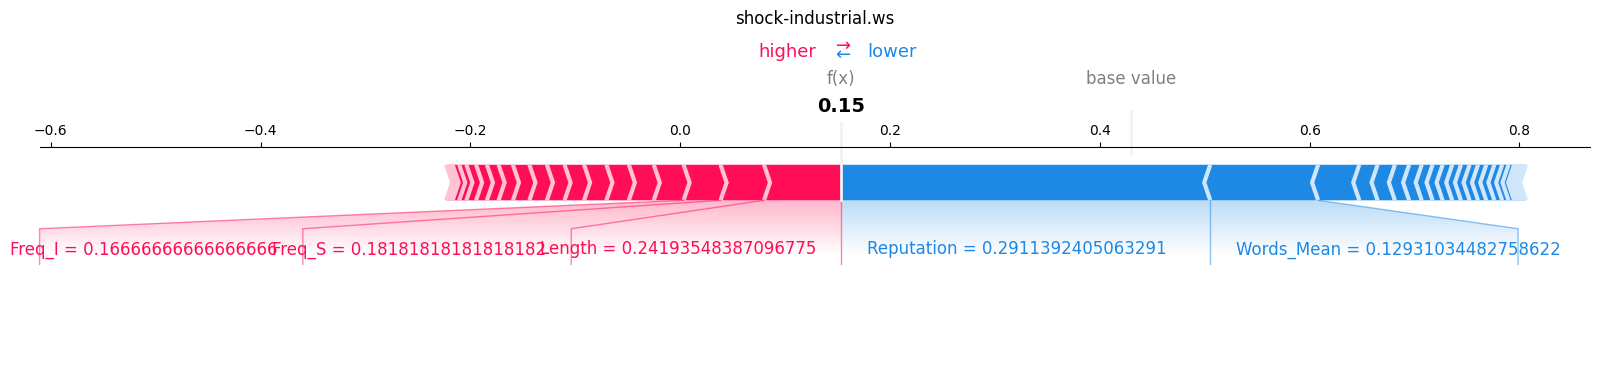 shock-industrial.ws
higher ⇄ lower
f(x) base value
0.15
−0.6 −0.4 −0.2 0.0 0.2 0.4 0.6 0.8
Freq_I = 0.16666666666666666 Freq_S = 0.18181818181818182 Length = 0.24193548387096775 Reputation = 0.2911392405063291 Words_Mean = 0.12931034482758622